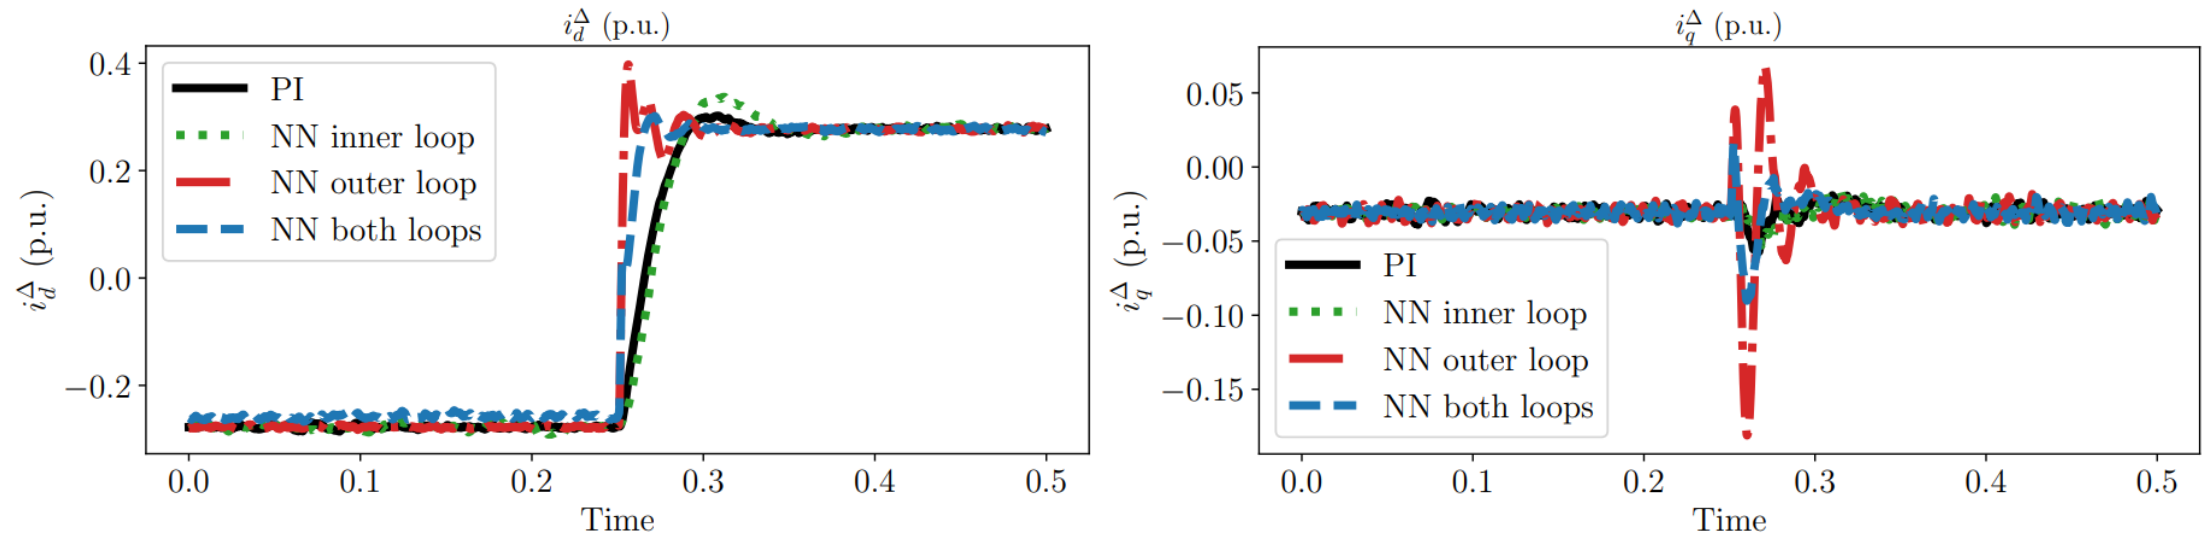 i_d^Δ (p.u.)
i_d^Δ (p.u.)
0.4
0.2
0.0
−0.2
PI
NN inner loop
NN outer loop
NN both loops
0.0 0.1 0.2 0.3 0.4 0.5
Time
i_q^Δ (p.u.)
i_q^Δ (p.u.)
0.05
0.00
−0.05
−0.10
−0.15
PI
NN inner loop
NN outer loop
NN both loops
0.0 0.1 0.2 0.3 0.4 0.5
Time